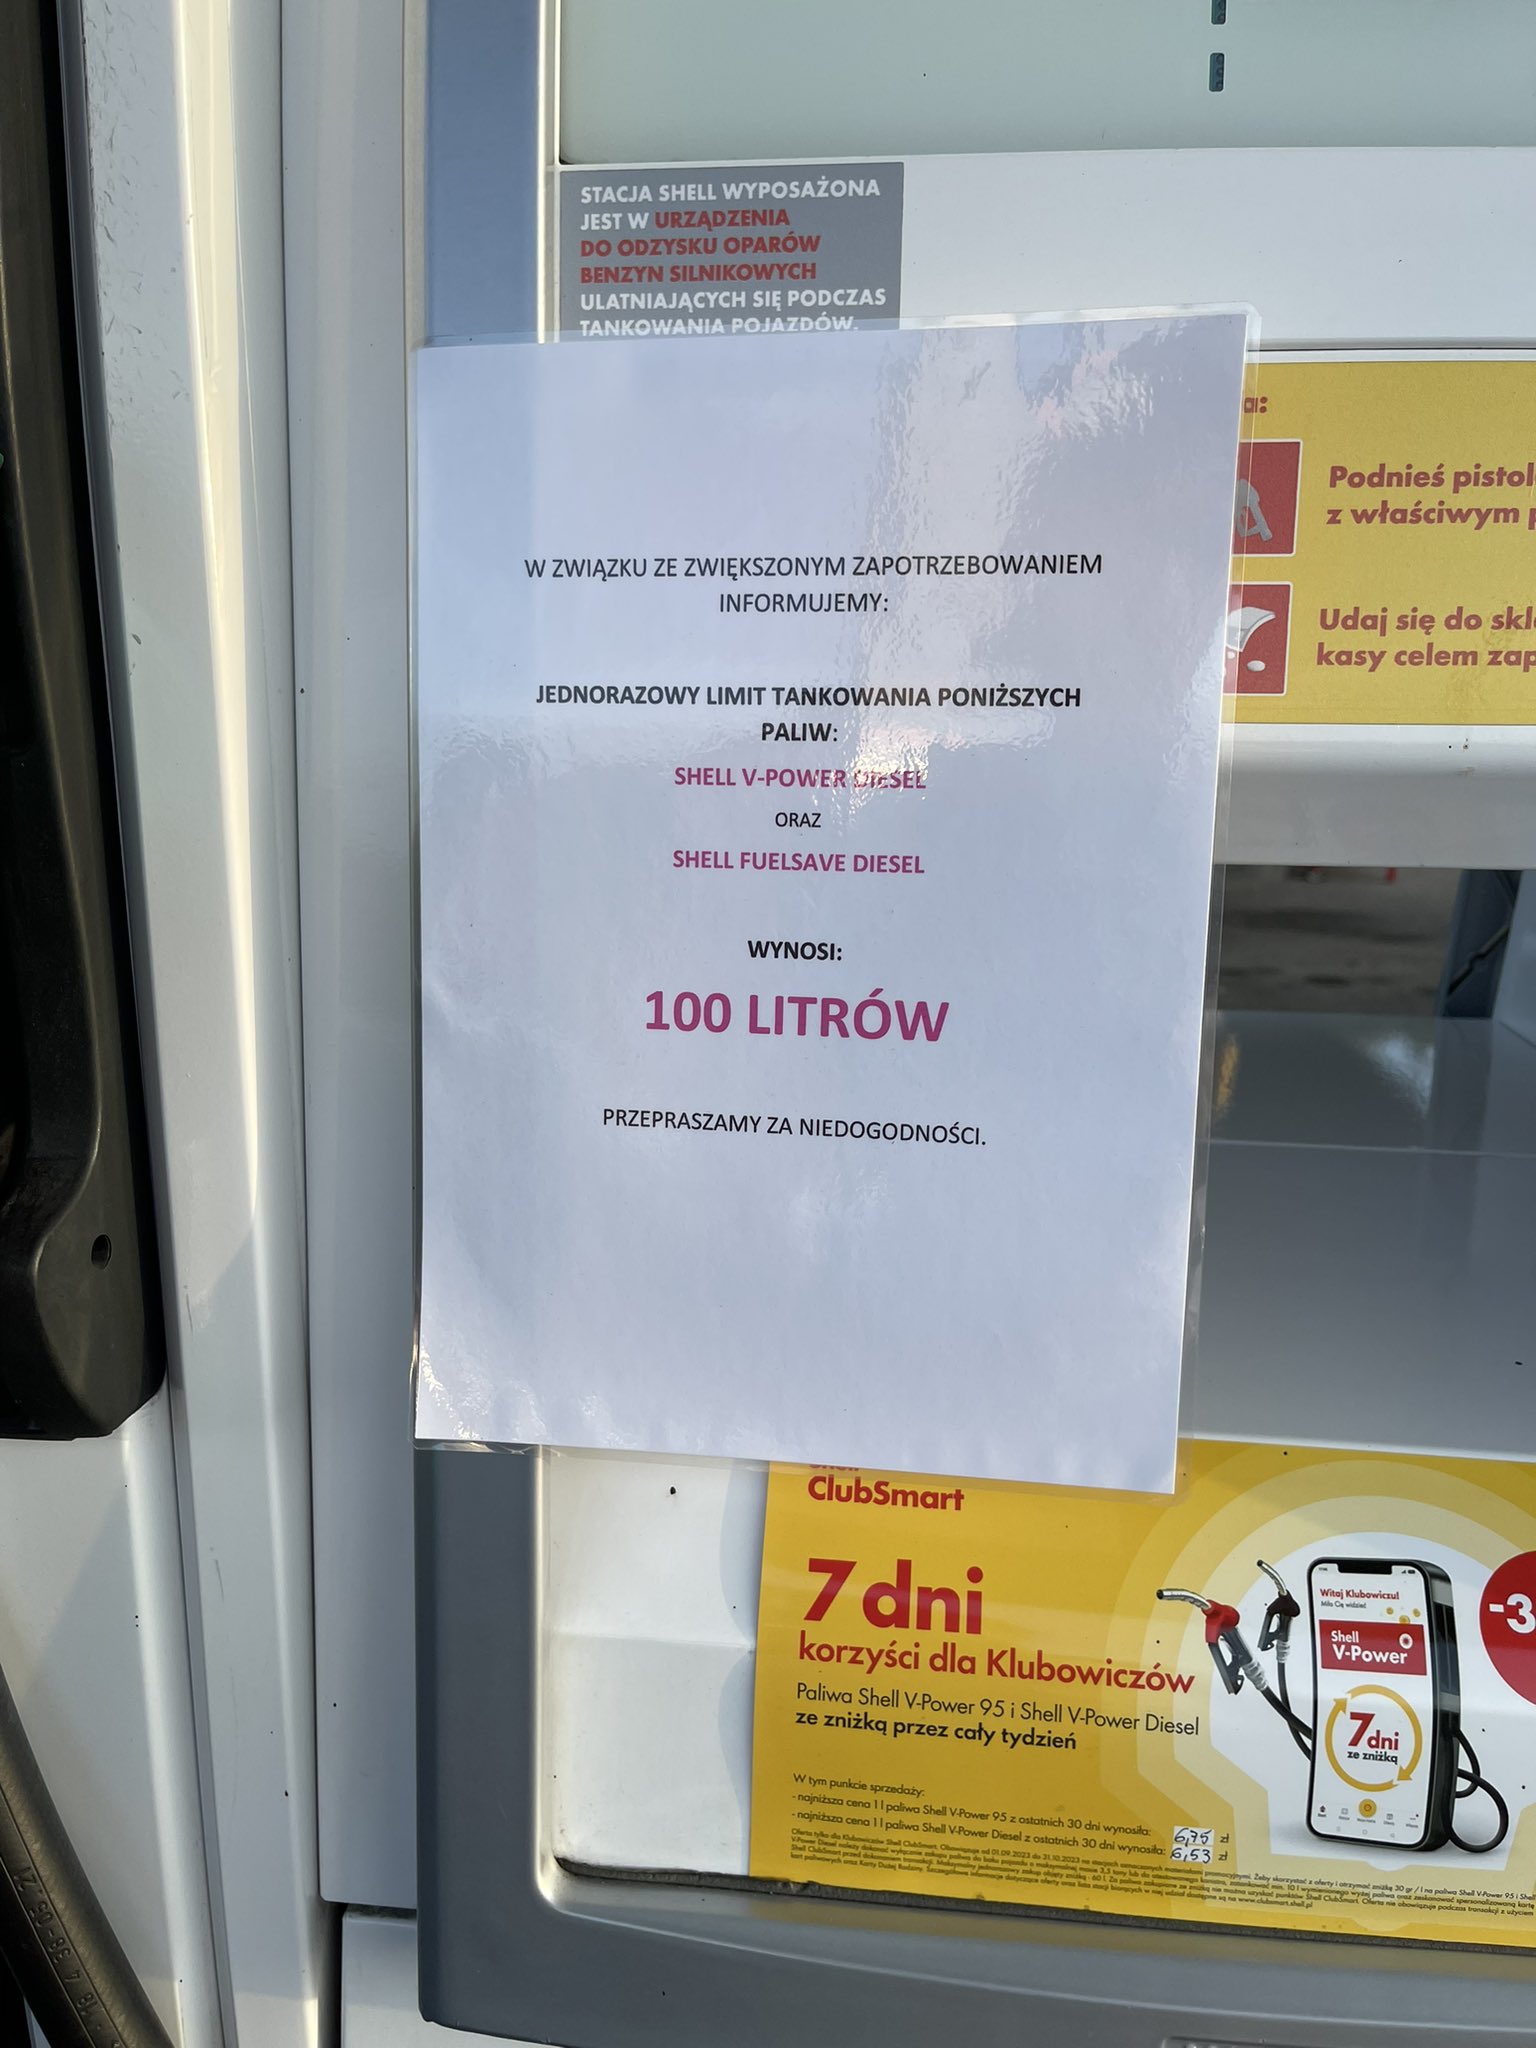 STACJA SHELL WYPOSAŻONA
JEST W URZĄDZENIA
DO ODZYSKU OPARÓW
BENZYN SILNIKOWYCH
ULATNIAJĄCYCH SIĘ PODCZAS
TANKOWANIA POJAZDÓW.
a:
Podnieś pistol
z właściwym p
Udaj się do skl
kasy celem zap
W ZWIĄZKU ZE ZWIĘKSZONYM ZAPOTRZEBOWANIEM
INFORMUJEMY:
JEDNORAZOWY LIMIT TANKOWANIA PONIŻSZYCH
PALIW:
SHELL V-POWER DIESEL
ORAZ
SHELL FUELSAVE DIESEL
WYNOSI:
100 LITRÓW
PRZEPRASZAMY ZA NIEDOGODNOŚCI.
ClubSmart
7 dni
korzyści dla Klubowiczów
Paliwa Shell V-Power 95 i Shell V-Power Diesel
ze zniżką przez cały tydzień
W tym punkcie sprzedaży:
- najniższa cena 1 l paliwa Shell V-Power 95 z ostatnich 30 dni wynosiła: 6,75 zł
- najniższa cena 1 l paliwa Shell V-Power Diesel z ostatnich 30 dni wynosiła: 6,53 zł
Witaj Klubowiczu!
Miło Cię widzieć!
Shell
V-Power
7dni
ze zniżką
-3